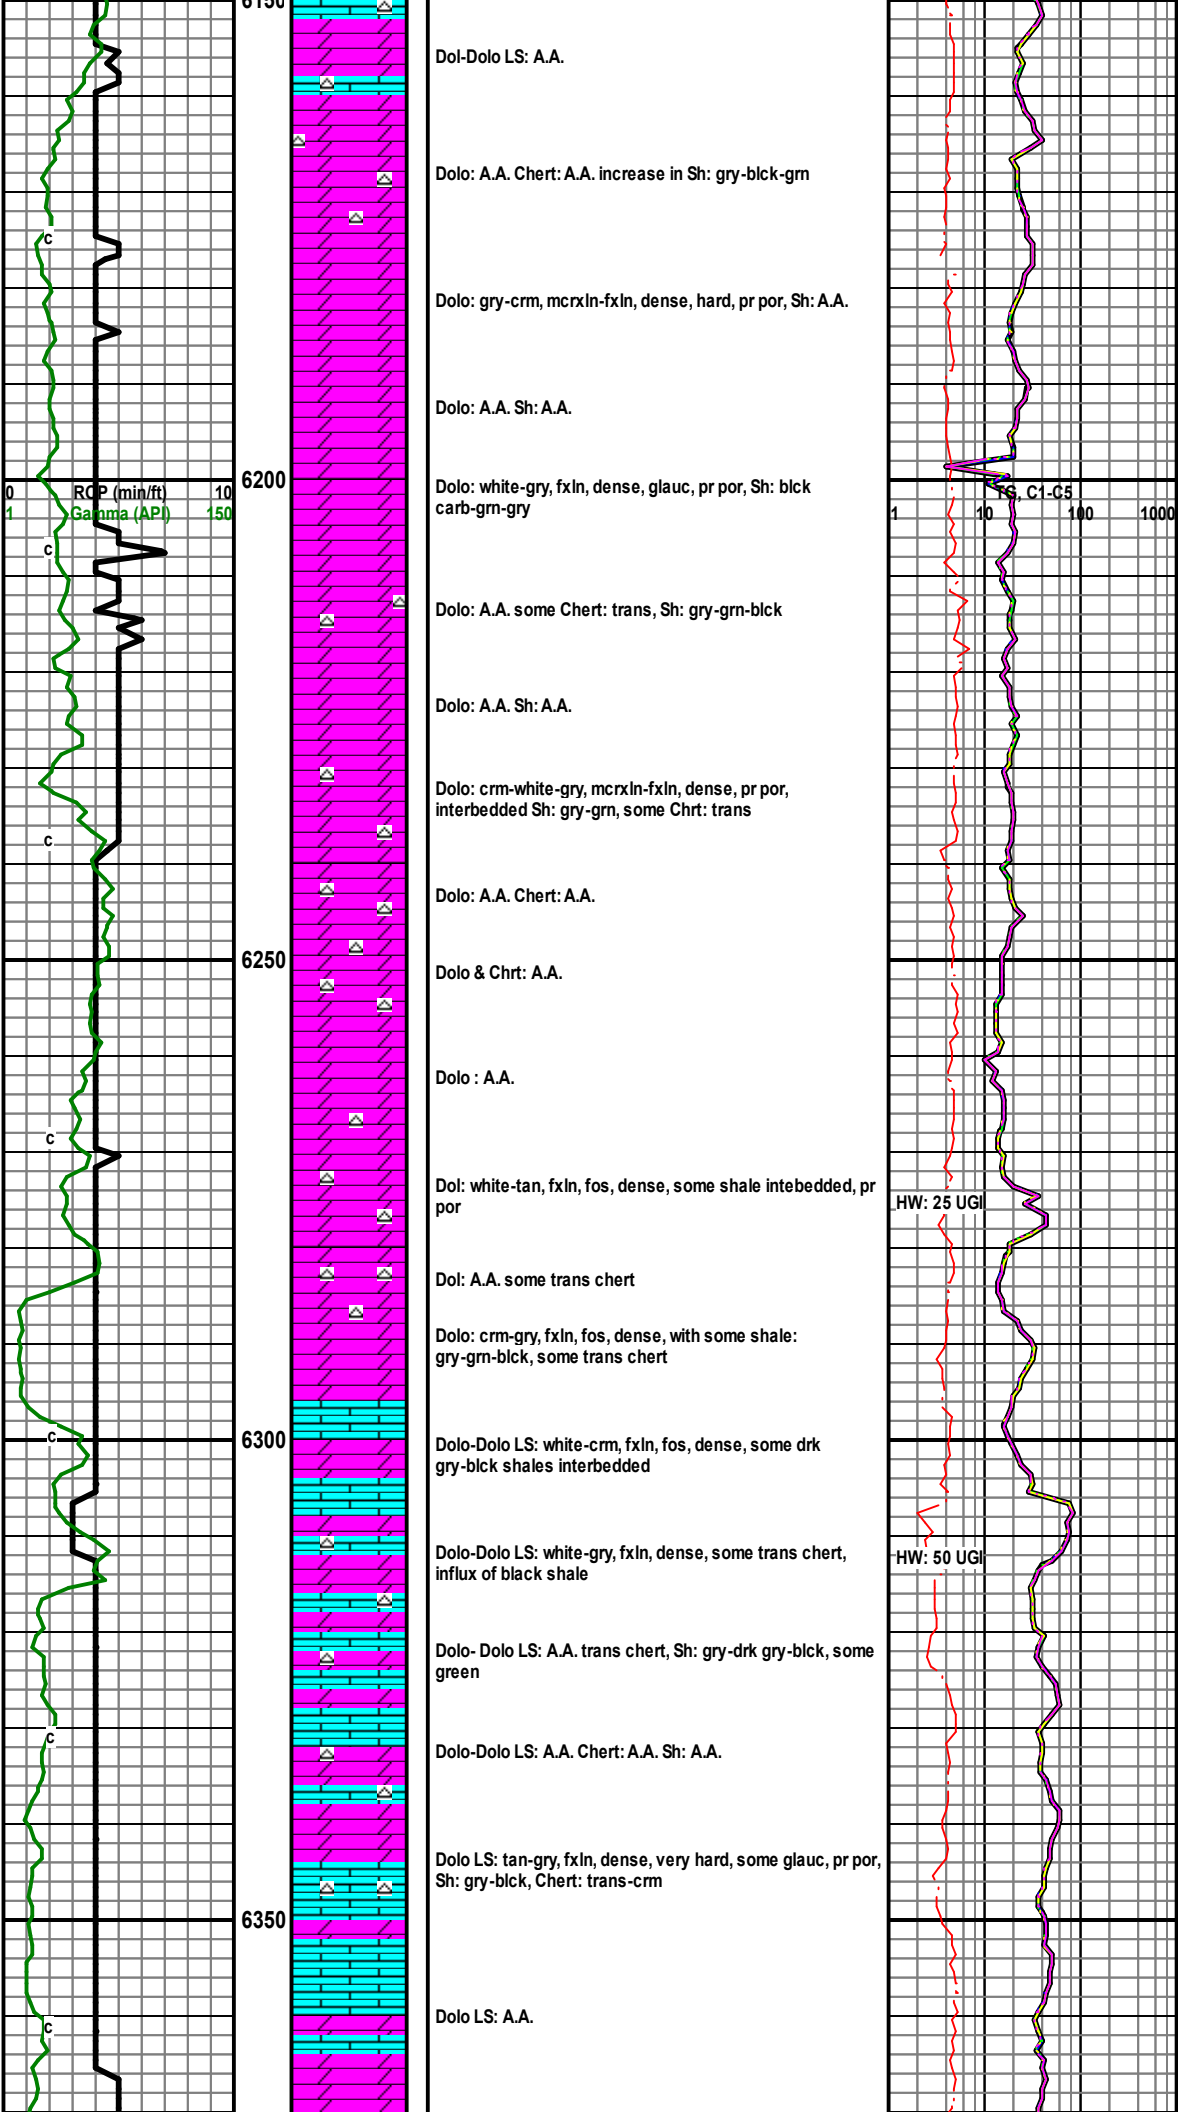 6150
Dol-Dolo LS: A.A.
Dolo: A.A. Chert: A.A. increase in Sh: gry-blck-grn
C
Dolo: gry-crm, mcrxln-fxln, dense, hard, pr por, Sh: A.A.
Dolo: A.A. Sh: A.A.
6200
0 ROP (min/ft) 10
1 Gamma (API) 150
Dolo: white-gry, fxln, dense, glauc, pr por, Sh: blck
carb-grn-gry
TG, C1-C5
1 10 100 1000
C
Dolo: A.A. some Chert: trans, Sh: gry-grn-blck
Dolo: A.A. Sh: A.A.
Dolo: crm-white-gry, mcrxln-fxln, dense, pr por,
interbedded Sh: gry-grn, some Chrt: trans
C
Dolo: A.A. Chert: A.A.
6250
Dolo & Chrt: A.A.
Dolo : A.A.
C
Dol: white-tan, fxln, fos, dense, some shale intebedded, pr
por
HW: 25 UGI
Dol: A.A. some trans chert
Dolo: crm-gry, fxln, fos, dense, with some shale:
gry-grn-blck, some trans chert
C
6300
Dolo-Dolo LS: white-crm, fxln, fos, dense, some drk
gry-blck shales interbedded
Dolo-Dolo LS: white-gry, fxln, dense, some trans chert,
influx of black shale
HW: 50 UGI
Dolo- Dolo LS: A.A. trans chert, Sh: gry-drk gry-blck, some
green
C
Dolo-Dolo LS: A.A. Chert: A.A. Sh: A.A.
Dolo LS: tan-gry, fxln, dense, very hard, some glauc, pr por,
Sh: gry-blck, Chert: trans-crm
6350
Dolo LS: A.A.
C